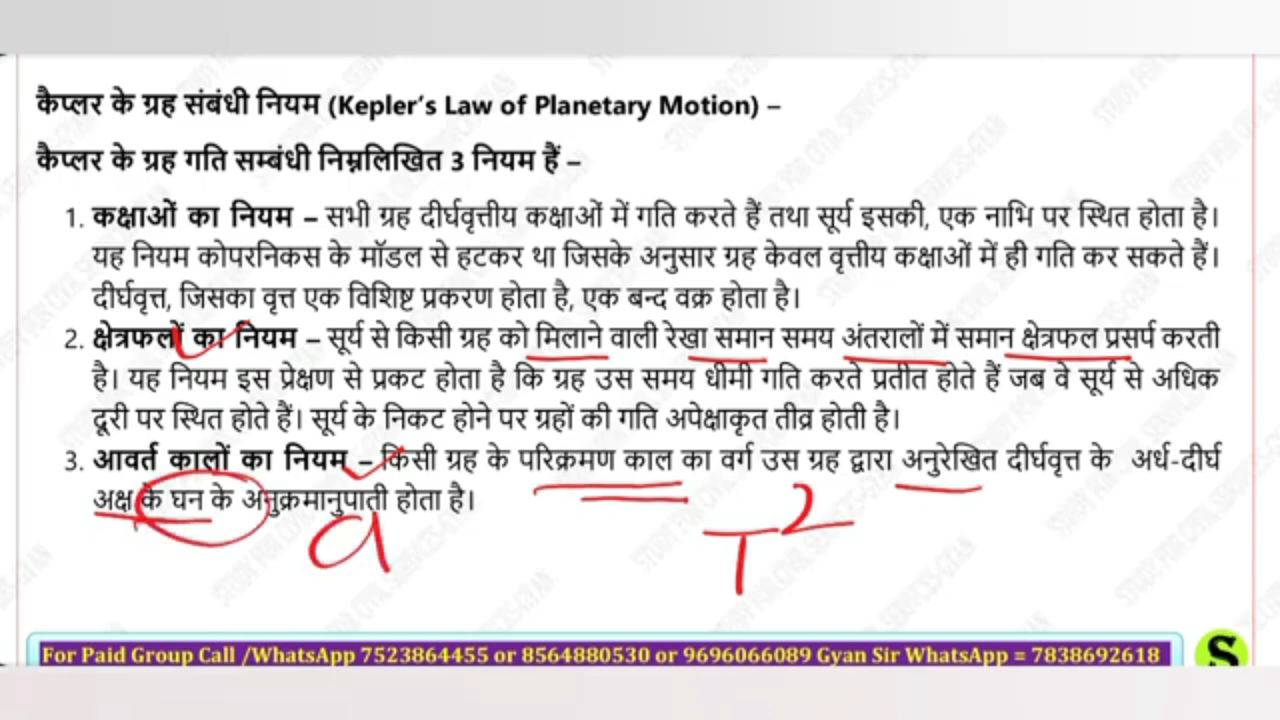 कैप्लर के ग्रह संबंधी नियम (Kepler’s Law of Planetary Motion) –
कैप्लर के ग्रह गति सम्बंधी निम्नलिखित 3 नियम हैं –
1. कक्षाओं का नियम – सभी ग्रह दीर्घवृत्तीय कक्षाओं में गति करते हैं तथा सूर्य इसकी, एक नाभि पर स्थित होता है।
यह नियम कोपरनिकस के मॉडल से हटकर था जिसके अनुसार ग्रह केवल वृत्तीय कक्षाओं में ही गति कर सकते हैं।
दीर्घवृत्त, जिसका वृत्त एक विशिष्ट प्रकरण होता है, एक बन्द वक्र होता है।
2. क्षेत्रफलों का नियम – सूर्य से किसी ग्रह को मिलाने वाली रेखा समान समय अंतरालों में समान क्षेत्रफल प्रसर्प करती
है। यह नियम इस प्रेक्षण से प्रकट होता है कि ग्रह उस समय धीमी गति करते प्रतीत होते हैं जब वे सूर्य से अधिक
दूरी पर स्थित होते हैं। सूर्य के निकट होने पर ग्रहों की गति अपेक्षाकृत तीव्र होती है।
3. आवर्त कालों का नियम – किसी ग्रह के परिक्रमण काल का वर्ग उस ग्रह द्वारा अनुरेखित दीर्घवृत्त के अर्ध-दीर्घ
अक्ष के घन के अनुक्रमानुपाती होता है।
a T²
For Paid Group Call /WhatsApp 7523864455 or 8564880530 or 9696066089 Gyan Sir WhatsApp = 7838692618
S